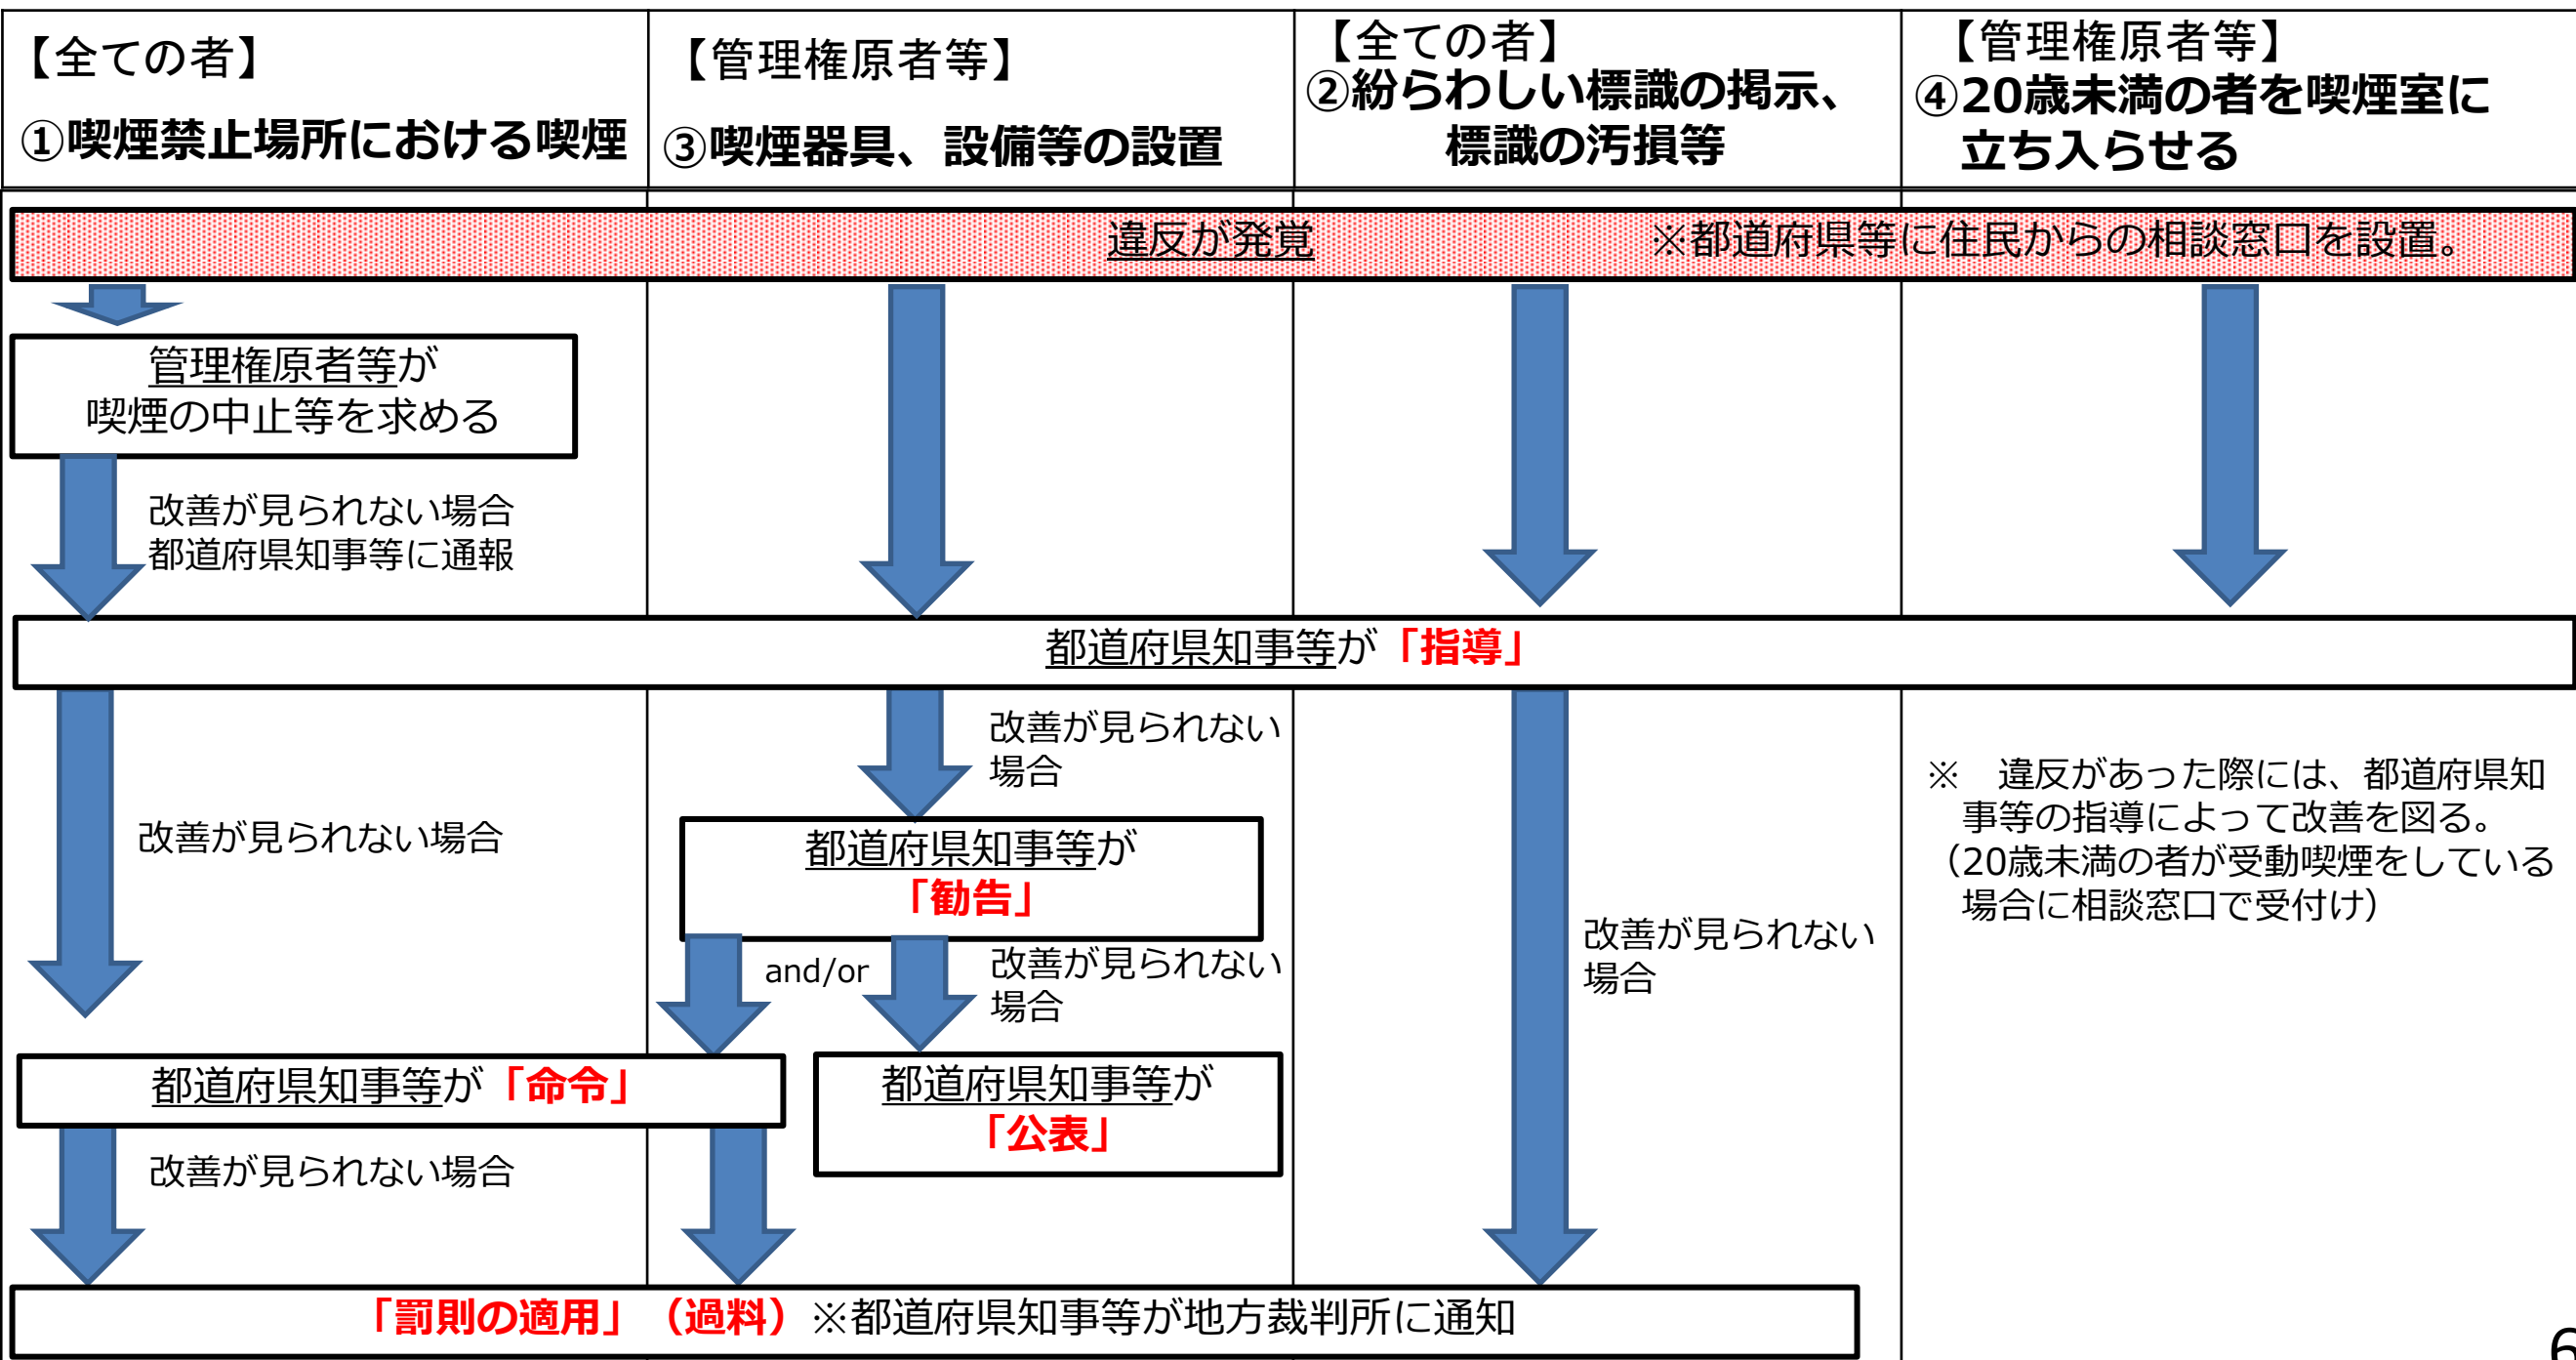 【全ての者】
①喫煙禁止場所における喫煙
【管理権原者等】
③喫煙器具、設備等の設置
【全ての者】
②紛らわしい標識の掲示、
標識の汚損等
【管理権原者等】
④20歳未満の者を喫煙室に
立ち入らせる
違反が発覚 ※都道府県等に住民からの相談窓口を設置。
管理権原者等が
喫煙の中止等を求める
改善が見られない場合
都道府県知事等に通報
都道府県知事等が「指導」
改善が見られない場合
改善が見られない
場合
都道府県知事等が
「勧告」
and/or
改善が見られない
場合
改善が見られない
場合
※ 違反があった際には、都道府県知
事等の指導によって改善を図る。
（20歳未満の者が受動喫煙をしている
場合に相談窓口で受付け）
都道府県知事等が「命令」
都道府県知事等が
「公表」
改善が見られない場合
「罰則の適用」（過料）※都道府県知事等が地方裁判所に通知
6